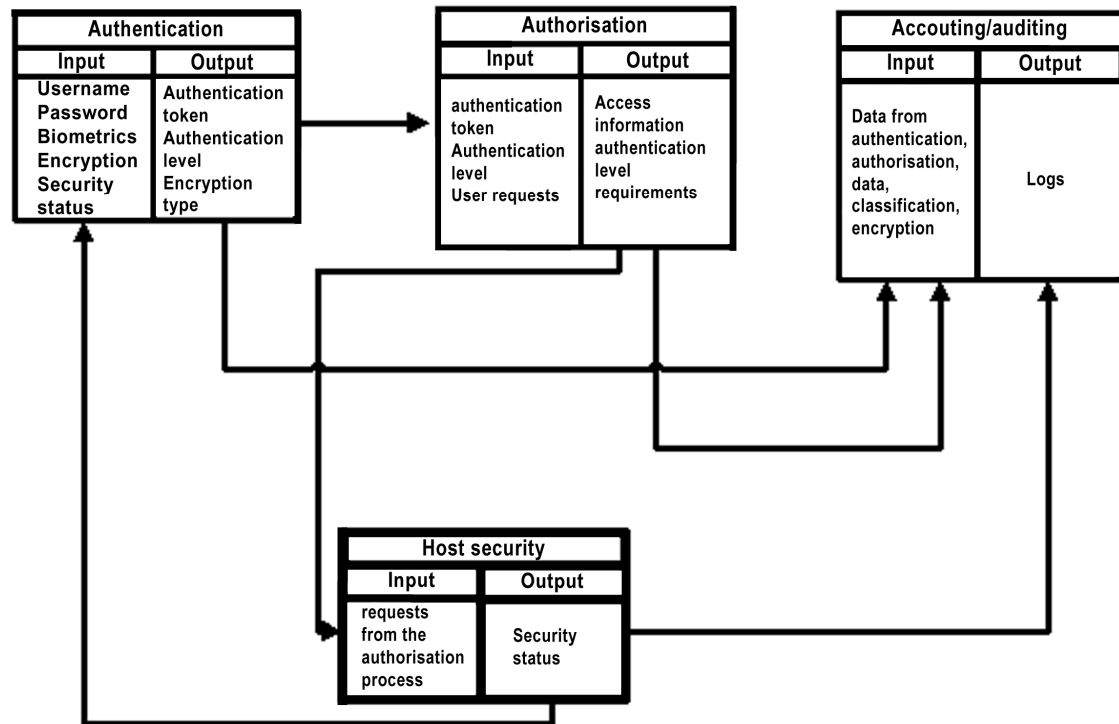 Authentication
Input
Output
Username
Password
Biometrics
Encryption
Security
status
Authentication
token
Authentication
level
Encryption
type
Authorisation
Input
Output
authentication
token
Authentication
level
User requests
Access
information
authentication
level
requirements
Accouting/auditing
Input
Output
Data from
authentication,
authorisation,
data,
classification,
encryption
Logs
Host security
Input
Output
requests
from the
authorisation
process
Security
status